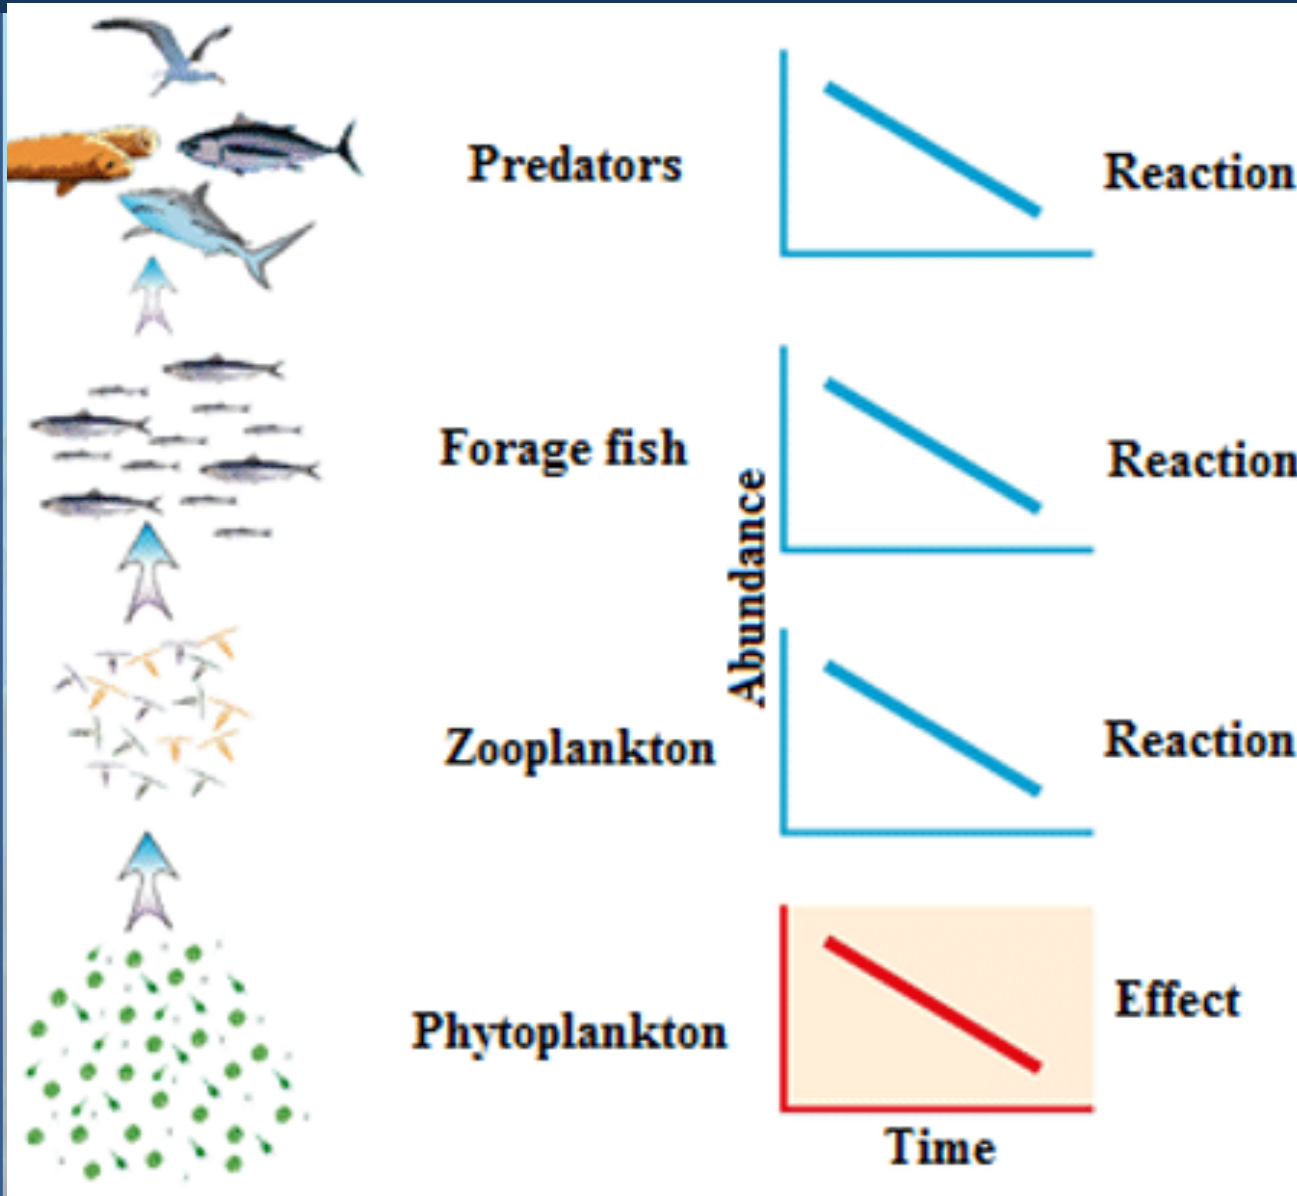 Predators
Reaction
Forage fish
Reaction
Abundance
Zooplankton
Reaction
Phytoplankton
Effect
Time